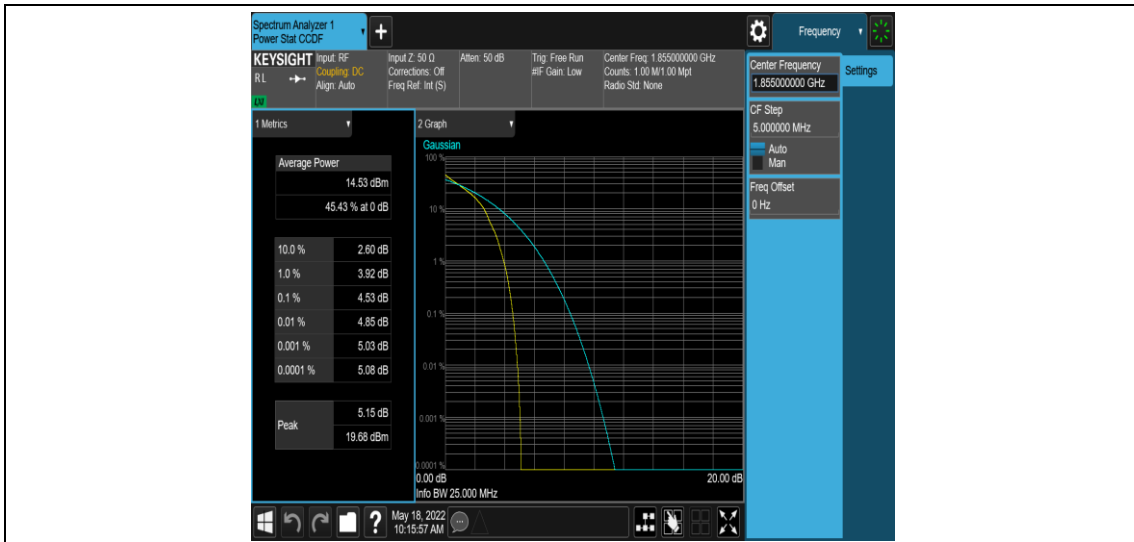 Spectrum Analyzer 1
Power Stat CCDF
+
Frequency
KEYSIGHT
RL
LXI
Input: RF
Coupling: DC
Align: Auto
Input Z: 50 Ω
Corrections: Off
Freq Ref: Int (S)
Atten: 50 dB
Trig: Free Run
#IF Gain: Low
Center Freq: 1.855000000 GHz
Counts: 1.00 M/1.00 Mpt
Radio Std: None
Center Frequency
1.855000000 GHz
Settings
CF Step
5.000000 MHz
Auto
Man
Freq Offset
0 Hz
1 Metrics
Average Power
14.53 dBm
45.43 % at 0 dB
10.0 % 2.60 dB
1.0 % 3.92 dB
0.1 % 4.53 dB
0.01 % 4.85 dB
0.001 % 5.03 dB
0.0001 % 5.08 dB
Peak
5.15 dB
19.68 dBm
2 Graph
Gaussian
100 %
10 %
1 %
0.1 %
0.01 %
0.001 %
0.0001 %
0.00 dB 20.00 dB
Info BW 25.000 MHz
?
May 18, 2022
10:15:57 AM